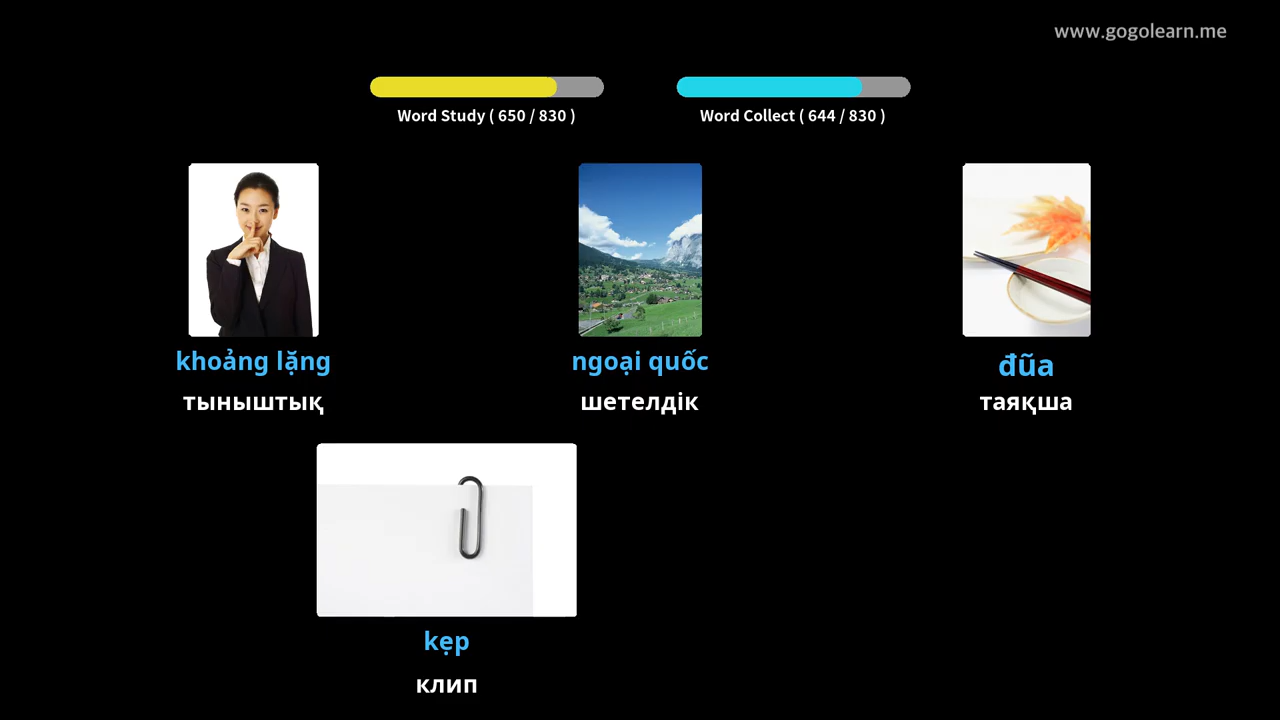 www.gogolearn.me
Word Study ( 650 / 830 )
Word Collect ( 644 / 830 )
khoảng lặng
тыныштық
ngoại quốc
шетелдік
đũa
таяқша
kẹp
клип